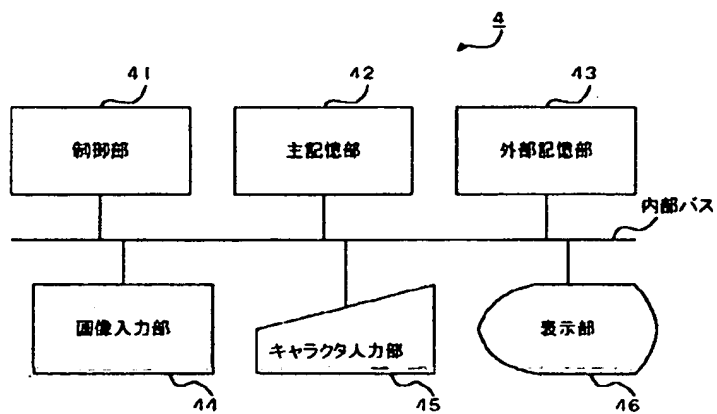 4
41
42
43
制御部
主記憶部
外部記憶部
内部バス
画像入力部
キャラクタ入力部
表示部
44
45
46